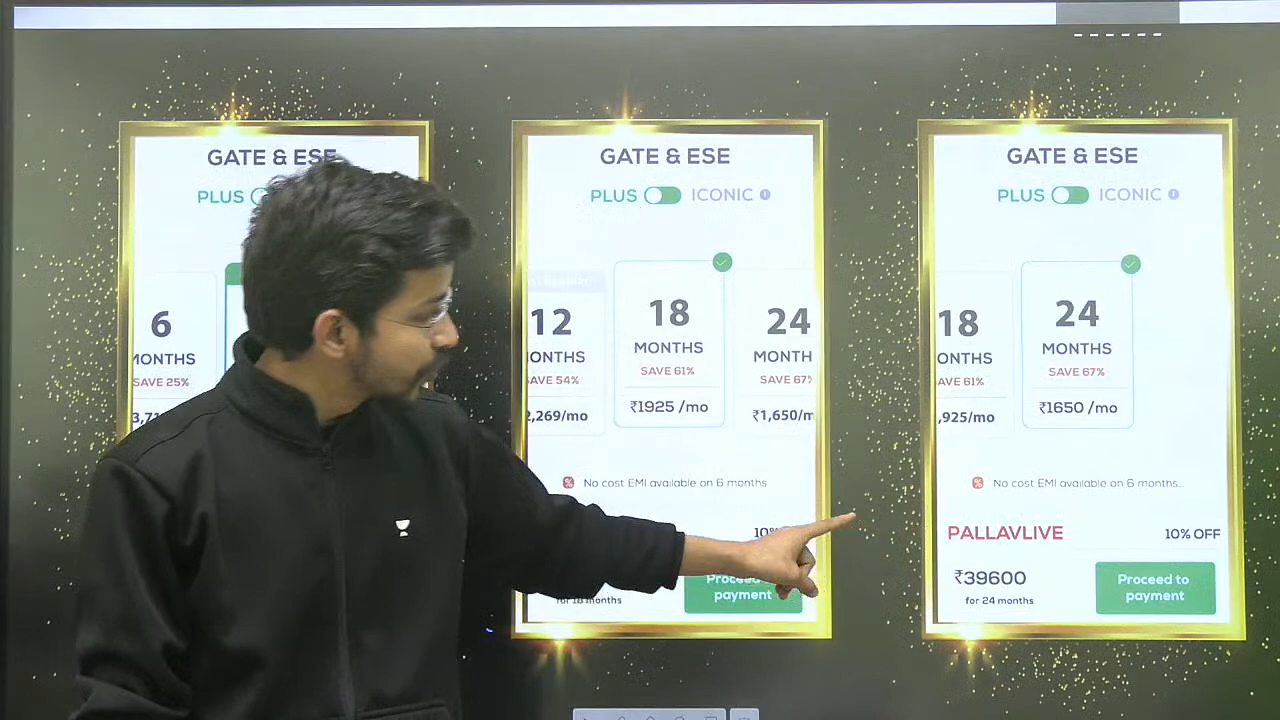 GATE & ESE
PLUS
6
MONTHS
SAVE 25%
GATE & ESE
PLUS ICONIC
12
SAVE 54%
2,269/mo
18
MONTHS
SAVE 61%
₹1925 /mo
24
MONTH
SAVE 67%
₹1,650/m
No cost EMI available on 6 months
10%
Proceed
payment
for 18 months
GATE & ESE
PLUS ICONIC
18
ONTHS
AVE 61%
,925/mo
24
MONTHS
SAVE 67%
₹1650 /mo
No cost EMI available on 6 months...
PALLAVLIVE 10% OFF
₹39600
for 24 months
Proceed to
payment